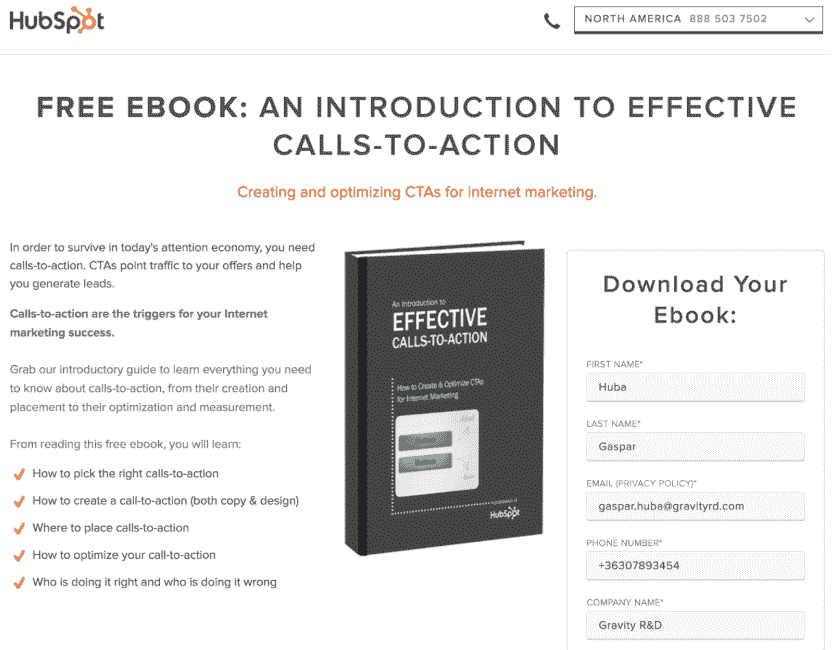 HubSpot
NORTH AMERICA 888 503 7502
FREE EBOOK: AN INTRODUCTION TO EFFECTIVE
CALLS-TO-ACTION
Creating and optimizing CTAs for internet marketing.
In order to survive in today's attention economy, you need
calls-to-action. CTAs point traffic to your offers and help
you generate leads.
Calls-to-action are the triggers for your Internet
marketing success.
Grab our introductory guide to learn everything you need
to know about calls-to-action, from their creation and
placement to their optimization and measurement.
From reading this free ebook, you will learn:
How to pick the right calls-to-action
How to create a call-to-action (both copy & design)
Where to place calls-to-action
How to optimize your call-to-action
Who is doing it right and who is doing it wrong
An Introduction to
EFFECTIVE
CALLS-TO-ACTION
How to Create & Optimize CTAs
for Internet Marketing
HubSpot
Download Your
Ebook:
FIRST NAME*
Huba
LAST NAME*
Gaspar
EMAIL (PRIVACY POLICY)*
gaspar.huba@gravityrd.com
PHONE NUMBER*
+36307893454
COMPANY NAME*
Gravity R&D